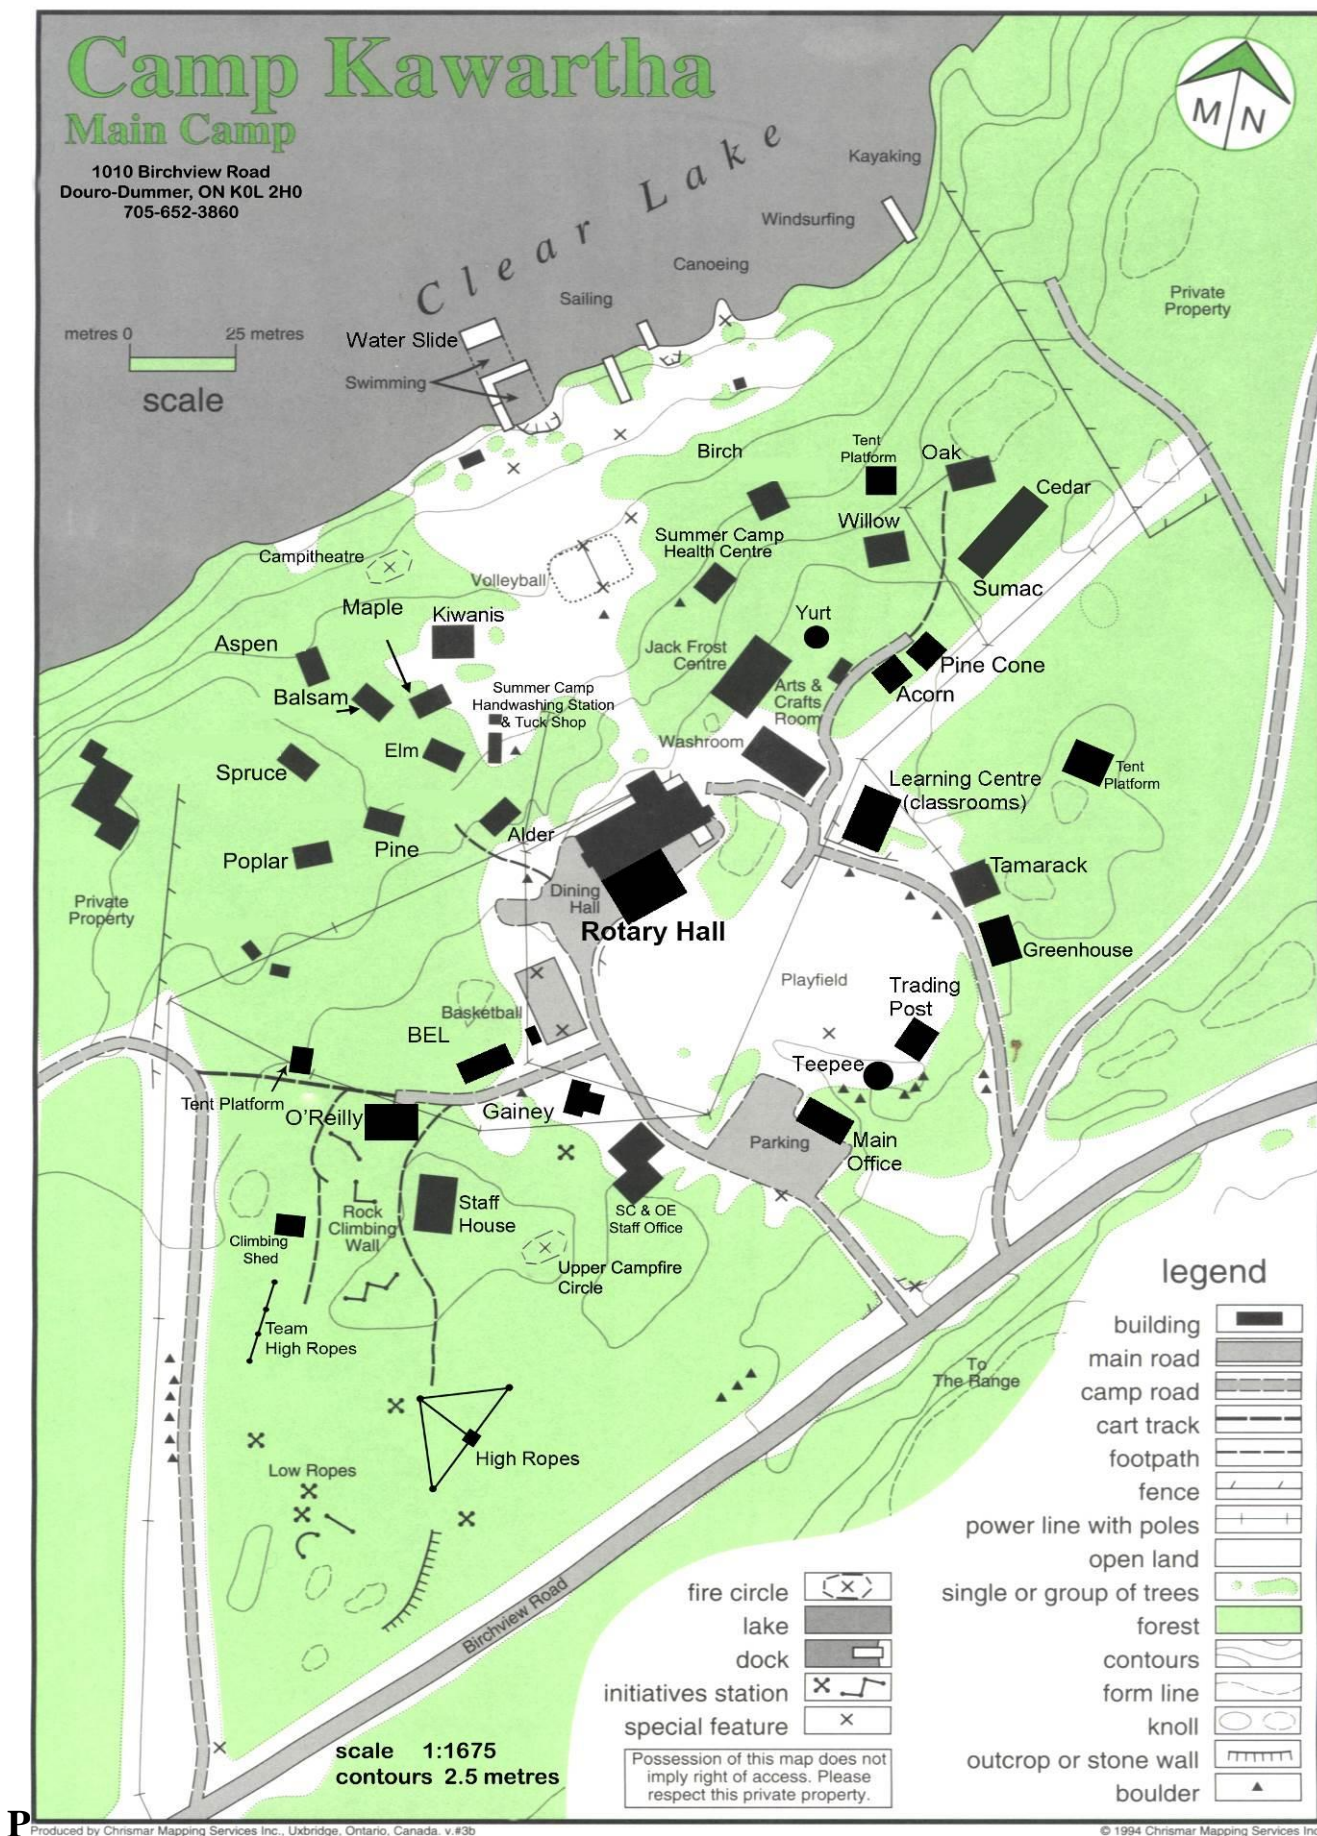 Camp Kawartha
Main Camp
1010 Birchview Road
Douro-Dummer, ON K0L 2H0
705-652-3860
M N
Clear Lake
Kayaking
Windsurfing
Canoeing
Sailing
Private
Property
metres 0 25 metres
scale
Water Slide
Swimming
Birch
Tent
Platform
Oak
Cedar
Willow
Summer Camp
Health Centre
Sumac
Campitheatre
Volleyball
Maple
Kiwanis
Yurt
Aspen
Jack Frost
Centre
Pine Cone
Acorn
Balsam
Summer Camp
Handwashing Station
& Tuck Shop
Arts &
Crafts
Room
Elm
Washroom
Spruce
Learning Centre
(classrooms)
Tent
Platform
Alder
Pine
Poplar
Tamarack
Private
Property
Dining
Hall
Rotary Hall
Greenhouse
Playfield
Trading
Post
Basketball
BEL
Teepee
Tent Platform
O'Reilly
Gainey
Parking
Main
Office
Staff
House
SC & OE
Staff Office
Rock
Climbing
Wall
Climbing
Shed
Upper Campfire
Circle
Team
High Ropes
To
The Range
High Ropes
Low Ropes
Birchview Road
legend
building
main road
camp road
cart track
footpath
fence
power line with poles
open land
single or group of trees
forest
contours
form line
knoll
outcrop or stone wall
boulder
fire circle
lake
dock
initiatives station
special feature
Possession of this map does not
imply right of access. Please
respect this private property.
scale 1:1675
contours 2.5 metres
P
Produced by Chrismar Mapping Services Inc., Uxbridge, Ontario, Canada. v.#3b
© 1994 Chrismar Mapping Services Inc